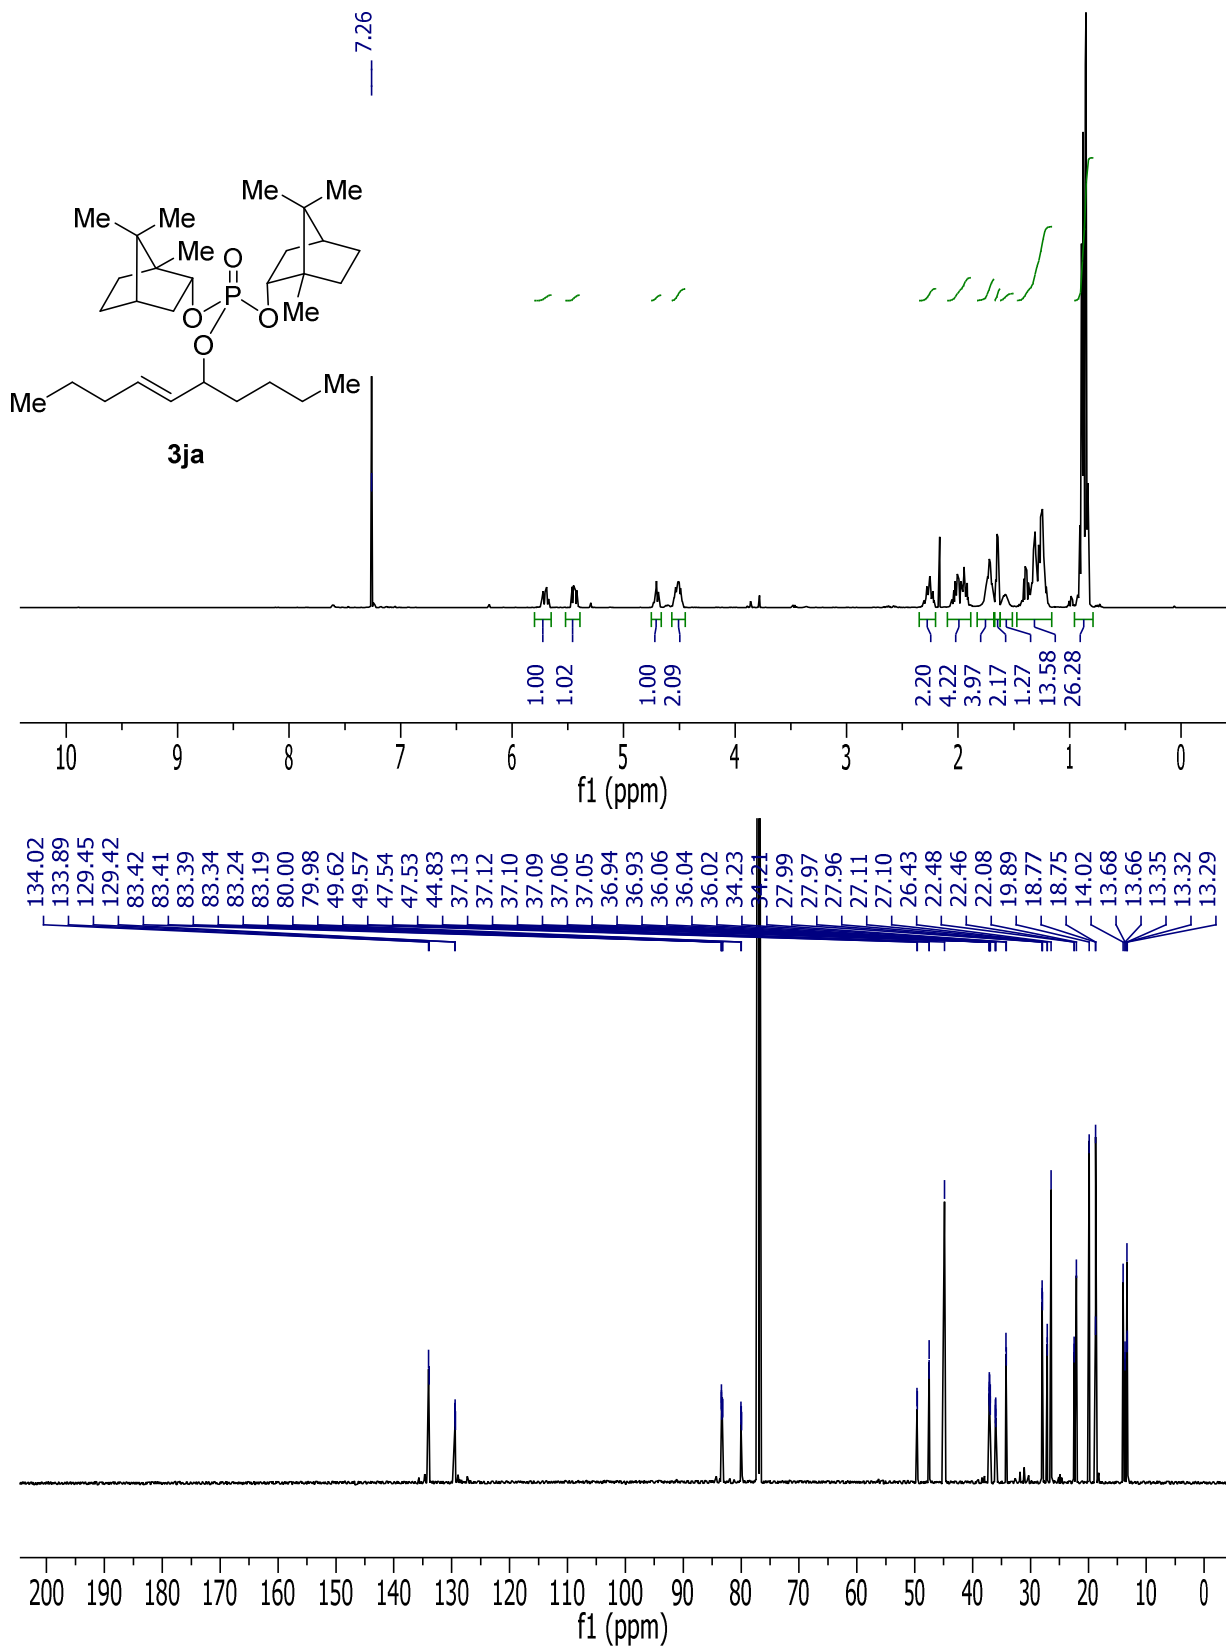 7.26
Me Me
Me Me
Me O
P
O O Me
O
Me
Me
3ja
1.00 1.02 1.00 2.09 2.20 4.22 3.97 2.17 1.27 13.58 26.28
10 9 8 7 6 5 4 3 2 1 0
f1 (ppm)
134.02 133.89 129.45 129.42 83.42 83.41 83.39 83.34 83.24 83.19 80.00 79.98 49.62 49.57 47.54 47.53 44.83 37.13 37.12 37.10 37.09 37.06 37.05 36.94 36.93 36.06 36.04 36.02 34.23 34.21 27.99 27.97 27.96 27.11 27.10 26.43 22.48 22.46 22.08 19.89 18.77 18.75 14.02 13.68 13.66 13.35 13.32 13.29
200 190 180 170 160 150 140 130 120 110 100 90 80 70 60 50 40 30 20 10 0
f1 (ppm)